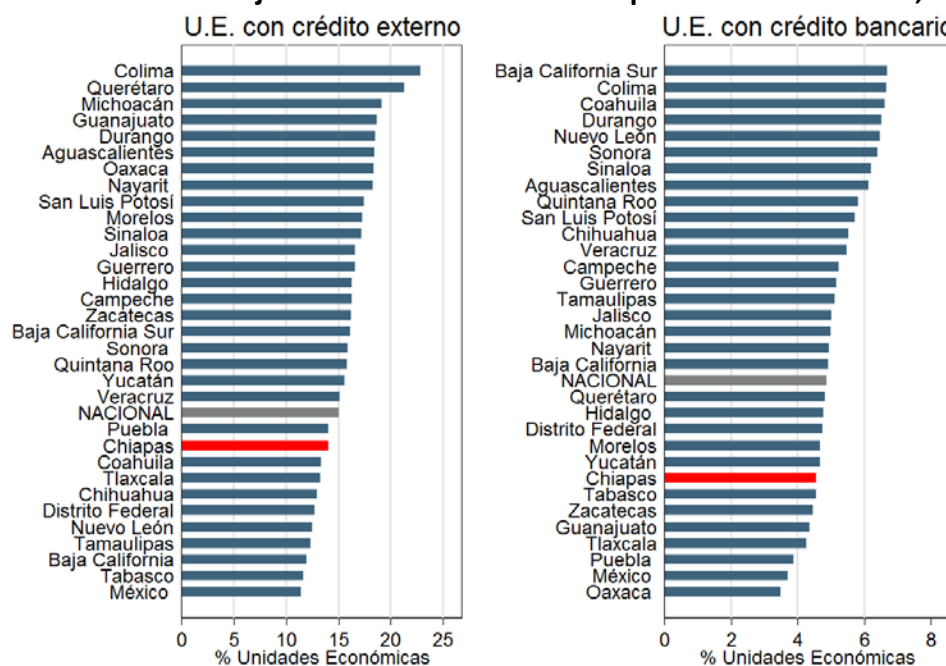 U.E. con crédito externo
Colima
Querétaro
Michoacán
Guanajuato
Durango
Aguascalientes
Oaxaca
Nayarit
San Luis Potosí
Morelos
Sinaloa
Jalisco
Guerrero
Hidalgo
Campeche
Zacatecas
Baja California Sur
Sonora
Quintana Roo
Yucatán
Veracruz
NACIONAL
Puebla
Chiapas
Coahuila
Tlaxcala
Chihuahua
Distrito Federal
Nuevo León
Tamaulipas
Baja California
Tabasco
México
0 5 10 15 20 25
% Unidades Económicas
U.E. con crédito bancario
Baja California Sur
Colima
Coahuila
Durango
Nuevo León
Sonora
Sinaloa
Aguascalientes
Quintana Roo
San Luis Potosí
Chihuahua
Veracruz
Campeche
Guerrero
Tamaulipas
Jalisco
Michoacán
Nayarit
Baja California
NACIONAL
Querétaro
Hidalgo
Distrito Federal
Morelos
Yucatán
Chiapas
Tabasco
Zacatecas
Guanajuato
Tlaxcala
Puebla
México
Oaxaca
0 2 4 6 8
% Unidades Económicas